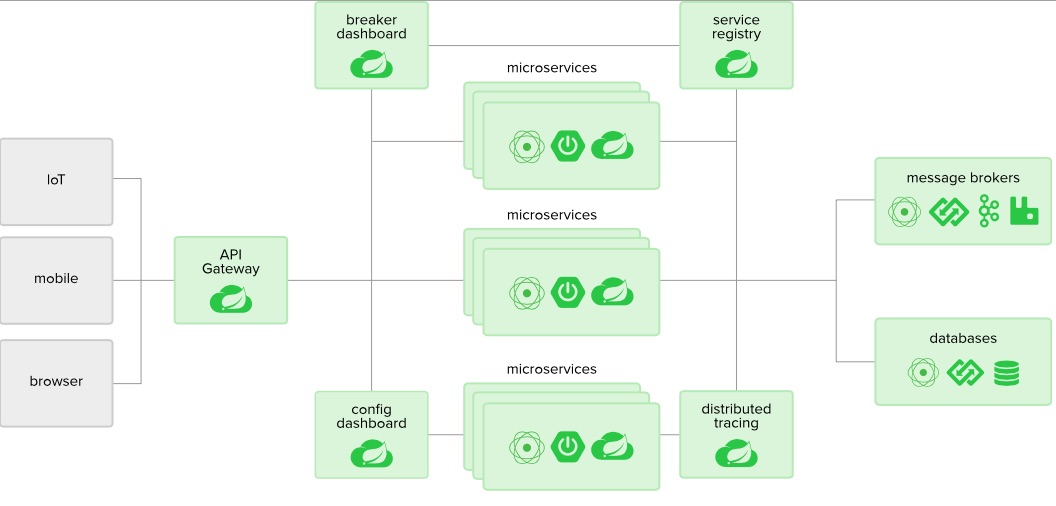 breaker
dashboard
service
registry
microservices
IoT
message brokers
microservices
API
Gateway
mobile
databases
microservices
browser
config
dashboard
distributed
tracing